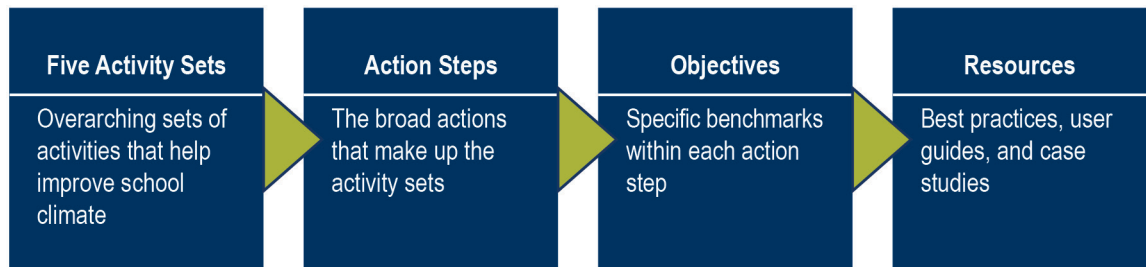 Five Activity Sets
Overarching sets of
activities that help
improve school
climate
Action Steps
The broad actions
that make up the
activity sets
Objectives
Specific benchmarks
within each action
step
Resources
Best practices, user
guides, and case
studies